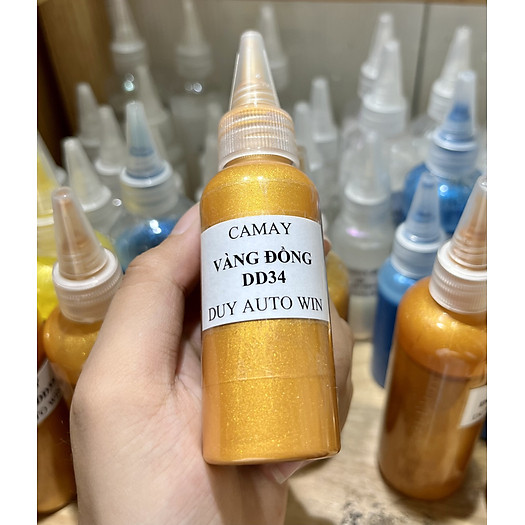 CAMAY
VÀNG ĐỒNG
DD34
DUY AUTO WIN